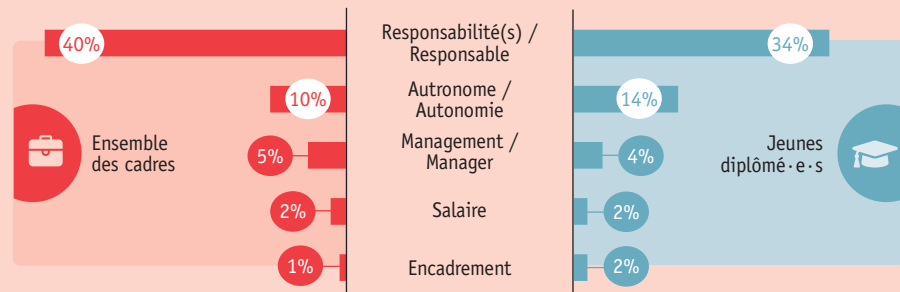 40%
Responsabilité(s) /
Responsable
34%
10%
Autronome /
Autonomie
14%
Ensemble
des cadres
5%
Management /
Manager
4%
Jeunes
diplômé·e·s
2%
Salaire
2%
1%
Encadrement
2%